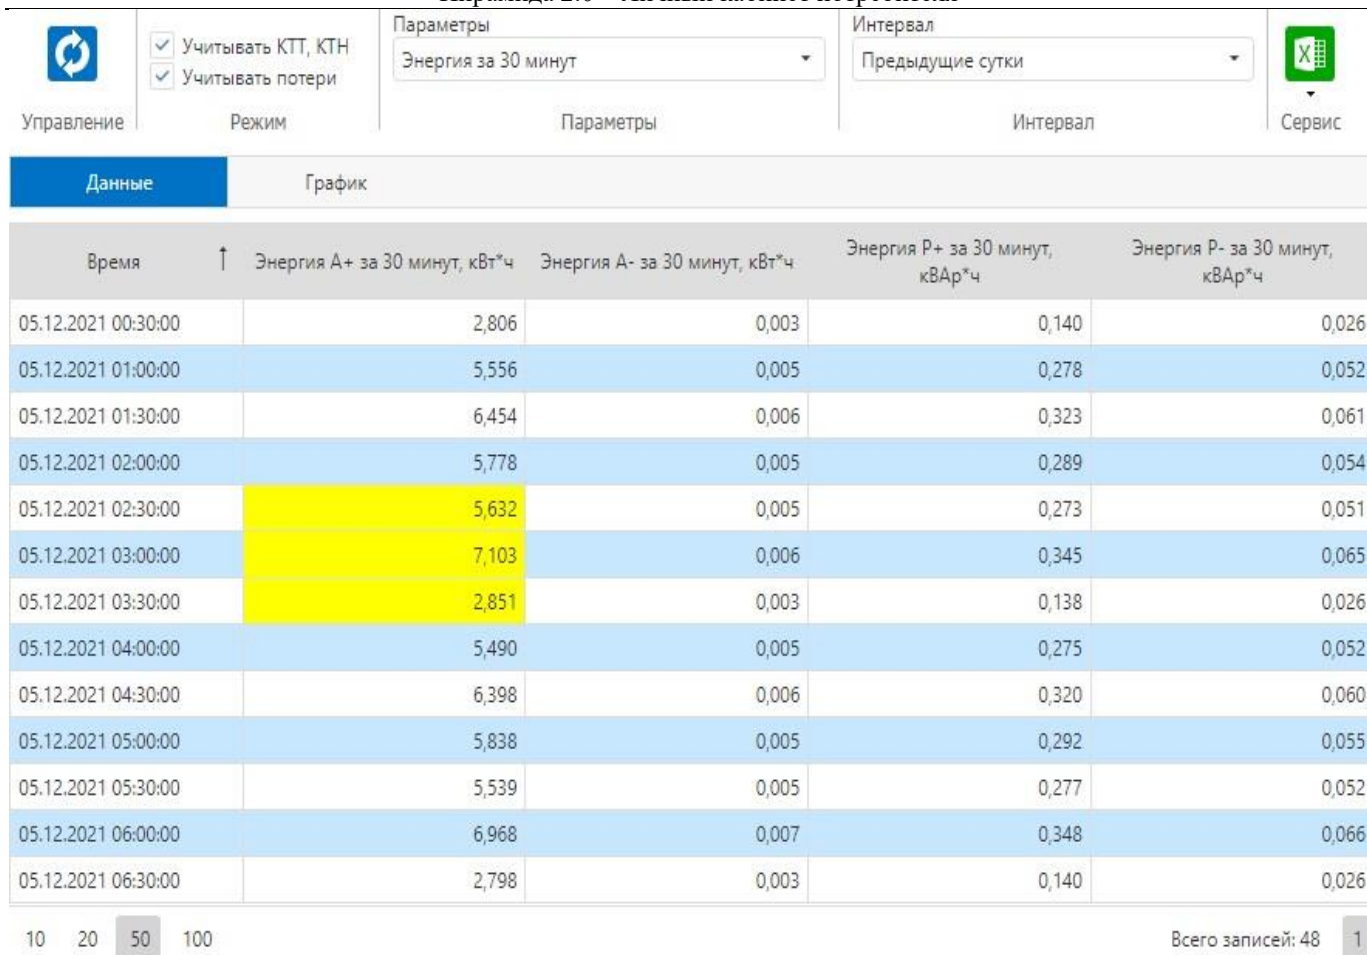 Учитывать КТТ, КТН
Учитывать потери
Параметры
Энергия за 30 минут
Интервал
Предыдущие сутки
Управление
Режим
Параметры
Интервал
Сервис
Данные
График
Время ↑ Энергия А+ за 30 минут, кВт*ч Энергия А- за 30 минут, кВт*ч Энергия Р+ за 30 минут, кВАр*ч Энергия Р- за 30 минут, кВАр*ч
05.12.2021 00:30:00 2,806 0,003 0,140 0,026
05.12.2021 01:00:00 5,556 0,005 0,278 0,052
05.12.2021 01:30:00 6,454 0,006 0,323 0,061
05.12.2021 02:00:00 5,778 0,005 0,289 0,054
05.12.2021 02:30:00 5,632 0,005 0,273 0,051
05.12.2021 03:00:00 7,103 0,006 0,345 0,065
05.12.2021 03:30:00 2,851 0,003 0,138 0,026
05.12.2021 04:00:00 5,490 0,005 0,275 0,052
05.12.2021 04:30:00 6,398 0,006 0,320 0,060
05.12.2021 05:00:00 5,838 0,005 0,292 0,055
05.12.2021 05:30:00 5,539 0,005 0,277 0,052
05.12.2021 06:00:00 6,968 0,007 0,348 0,066
05.12.2021 06:30:00 2,798 0,003 0,140 0,026
10 20 50 100 Всего записей: 48 1